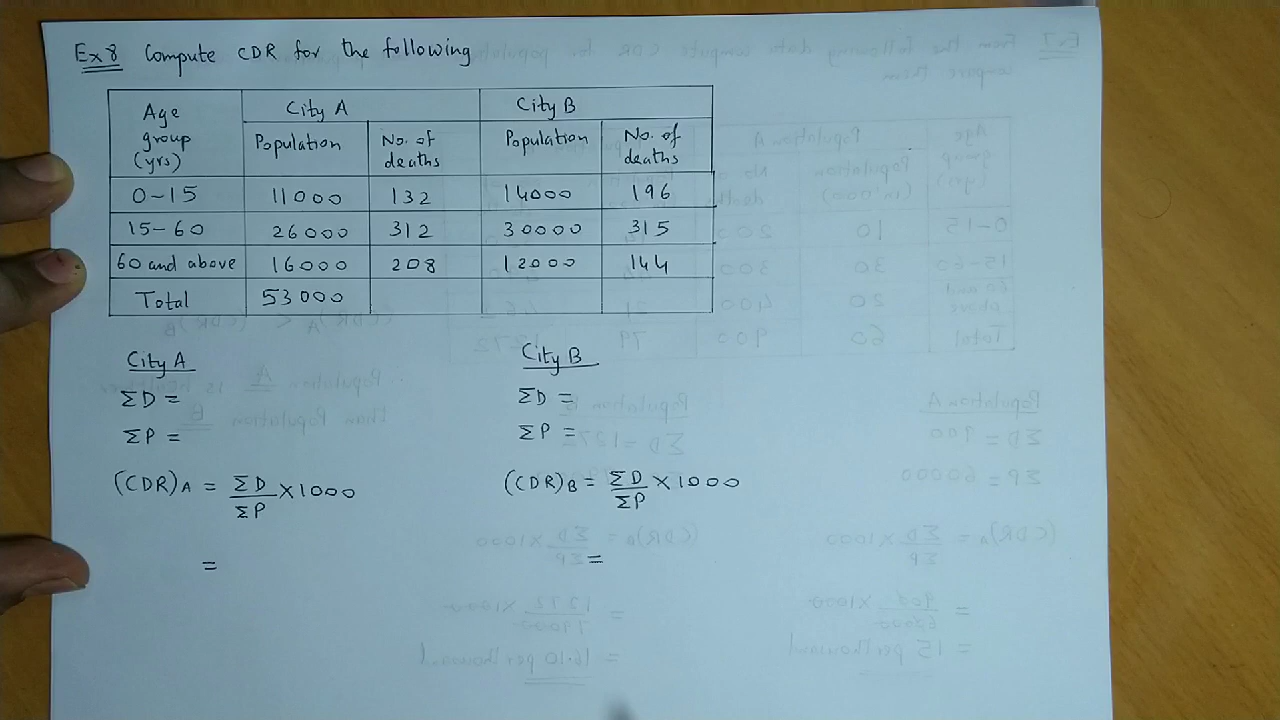 Ex 8 Compute CDR for the following
Age group (yrs) City A City B
Population No. of deaths Population No. of deaths
0-15 11000 132 14000 196
15-60 26000 312 30000 315
60 and above 16000 208 12000 144
Total 53000
City A City B
ΣD = ΣD =
ΣP = ΣP =
(CDR)A = ΣD/ΣP ×1000 (CDR)B = ΣD/ΣP ×1000
= =